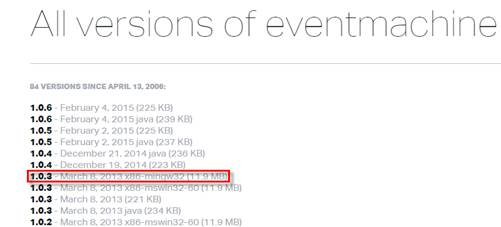 All versions of eventmachine
84 VERSIONS SINCE APRIL 13, 2006:
1.0.6 - February 4, 2015 (225 KB)
1.0.6 - February 4, 2015 java (239 KB)
1.0.5 - February 2, 2015 (225 KB)
1.0.5 - February 2, 2015 java (237 KB)
1.0.4 - December 21, 2014 java (236 KB)
1.0.4 - December 19, 2014 (223 KB)
1.0.3 - March 8, 2013 x86-mingw32 (11.9 MB)
1.0.3 - March 8, 2013 x86-mswin32-60 (11.9 MB)
1.0.3 - March 8, 2013 (221 KB)
1.0.3 - March 8, 2013 java (234 KB)
1.0.2 - March 8, 2013 x86-mswin32-60 (11.9 MB)